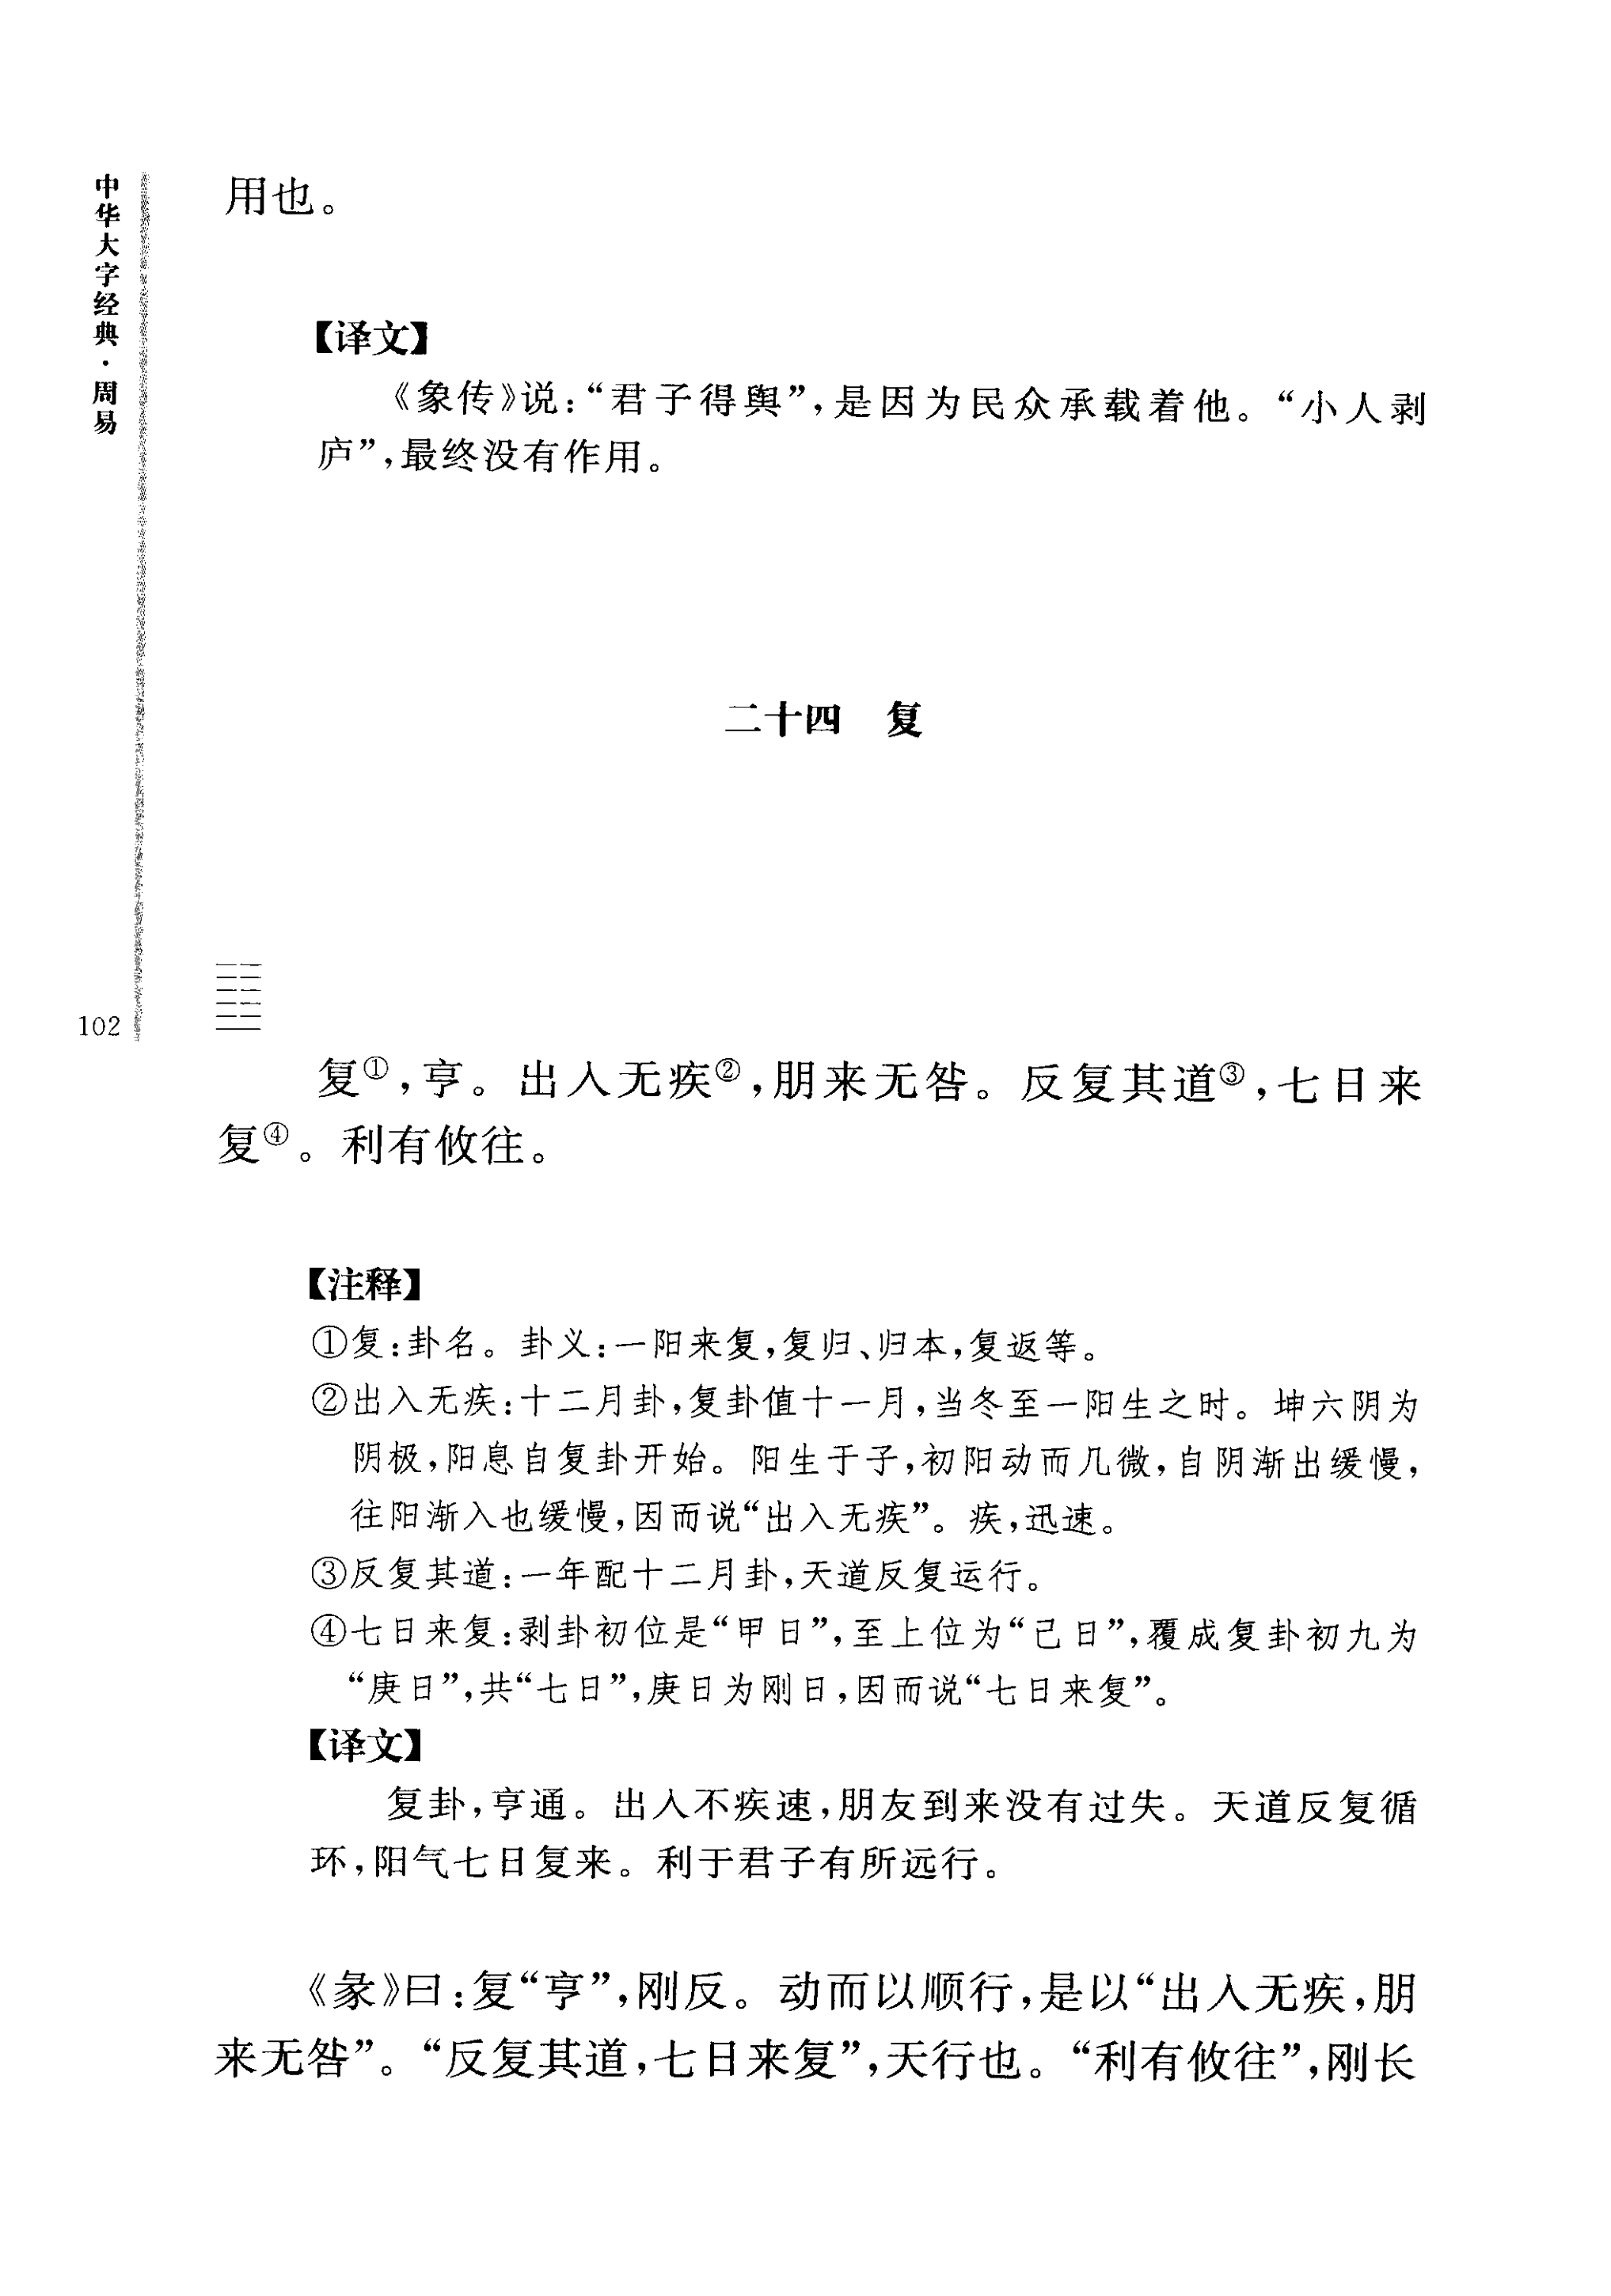 中华大字经典·周易
102
用也。
【译文】
《象传》说：“君子得舆”，是因为民众承载着他。“小人剥
庐”，最终没有作用。
二十四　复
复①，亨。出入无疾②，朋来无咎。反复其道③，七日来
复④。利有攸往。
【注释】
①复：卦名。卦义：一阳来复，复归、归本，复返等。
②出入无疾：十二月卦，复卦值十一月，当冬至一阳生之时。坤六阴为
阴极，阳息自复卦开始。阳生于子，初阳动而几微，自阴渐出缓慢，
往阳渐入也缓慢，因而说“出入无疾”。疾，迅速。
③反复其道：一年配十二月卦，天道反复运行。
④七日来复：剥卦初位是“甲日”，至上位为“己日”，覆成复卦初九为
“庚日”，共“七日”，庚日为刚日，因而说“七日来复”。
【译文】
复卦，亨通。出入不疾速，朋友到来没有过失。天道反复循
环，阳气七日复来。利于君子有所远行。
《彖》曰：复“亨”，刚反。动而以顺行，是以“出入无疾，朋
来无咎”。“反复其道，七日来复”，天行也。“利有攸往”，刚长